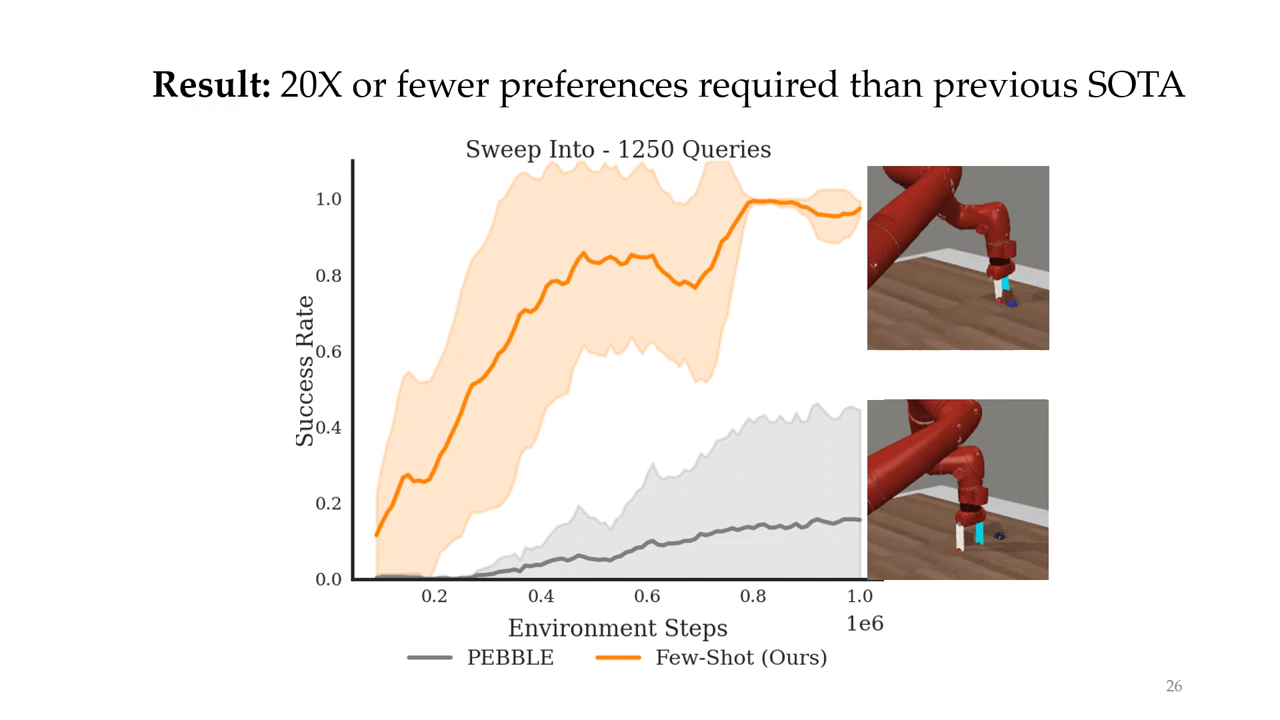 Result: 20X or fewer preferences required than previous SOTA
Sweep Into - 1250 Queries
1.0
0.8
0.6
0.4
0.2
0.0
Success Rate
0.2 0.4 0.6 0.8 1.0
1e6
Environment Steps
PEBBLE Few-Shot (Ours)
26